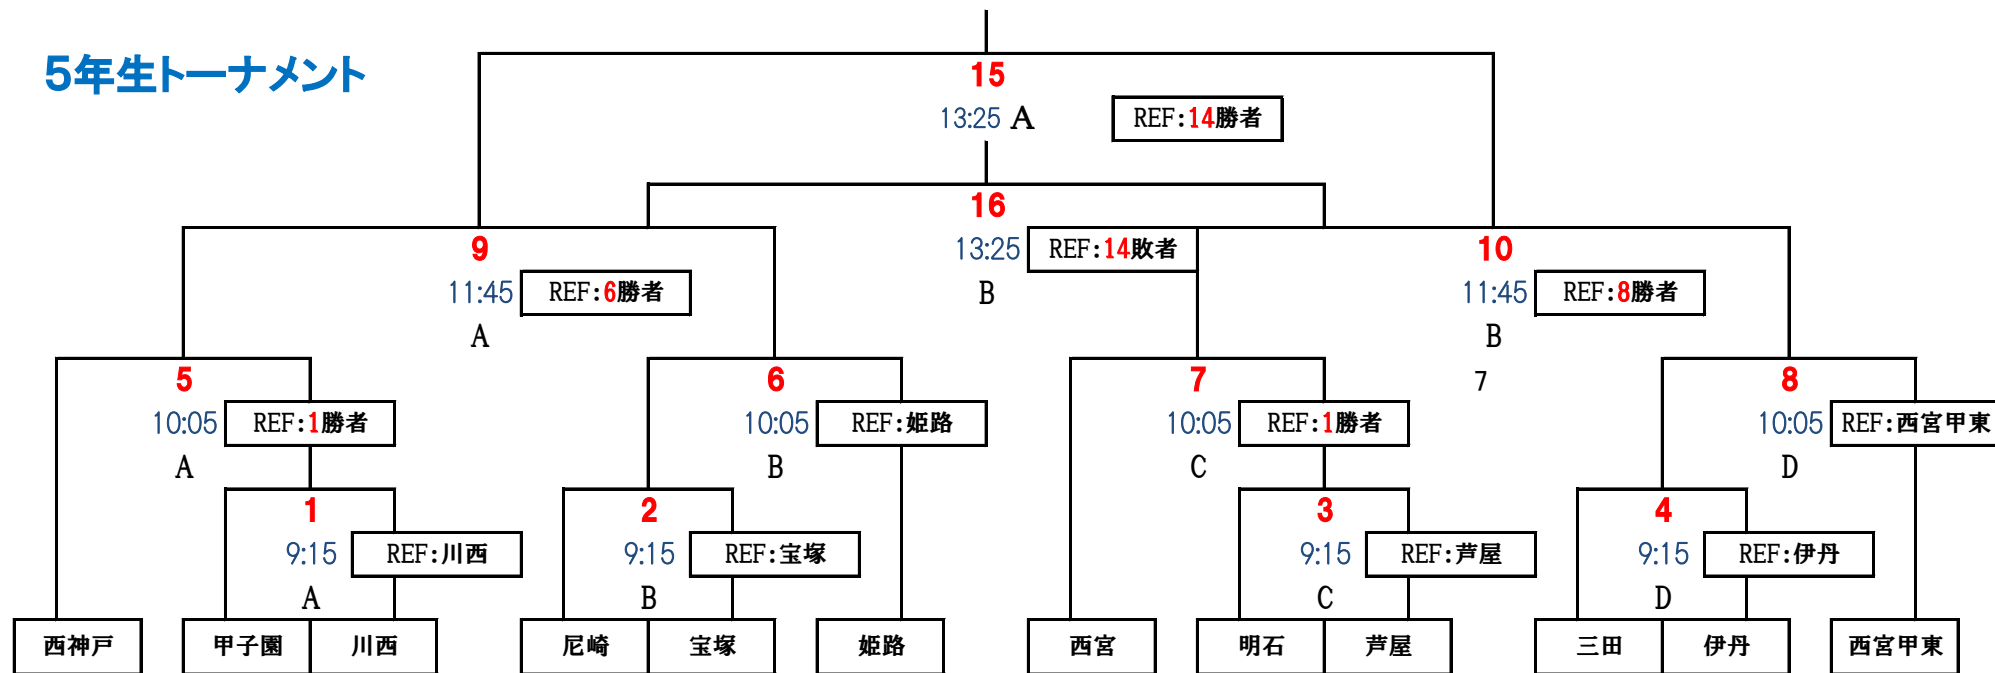 5年生トーナメント
15
13:25 A REF:14勝者
16
13:25 REF:14敗者
B
9
11:45 REF:6勝者
A
10
11:45 REF:8勝者
B
7
5
10:05 REF:1勝者
A
6
10:05 REF:姫路
B
7
10:05 REF:1勝者
C
8
10:05 REF:西宮甲東
D
1
9:15 REF:川西
A
2
9:15 REF:宝塚
B
3
9:15 REF:芦屋
C
4
9:15 REF:伊丹
D
西神戸 甲子園 川西 尼崎 宝塚 姫路 西宮 明石 芦屋 三田 伊丹 西宮甲東